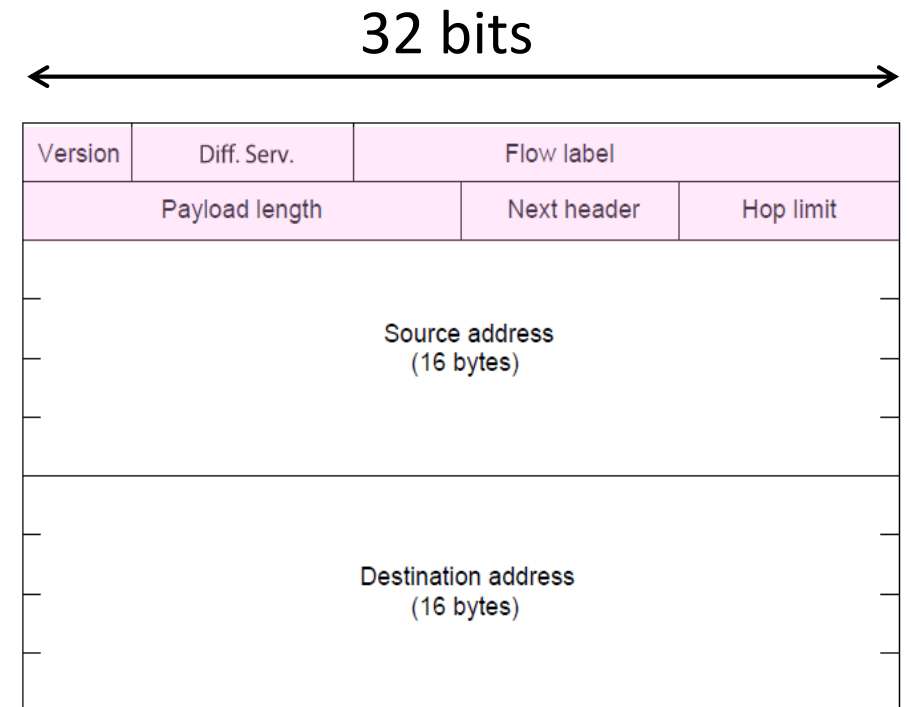 32 bits
Version Diff. Serv. Flow label
Payload length Next header Hop limit
Source address
(16 bytes)
Destination address
(16 bytes)